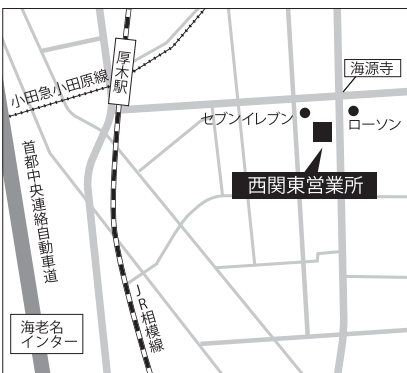 厚木駅
小田急小田原線
海源寺
セブンイレブン
ローソン
西関東営業所
首都中央連絡自動車道
JR相模線
海老名
インター